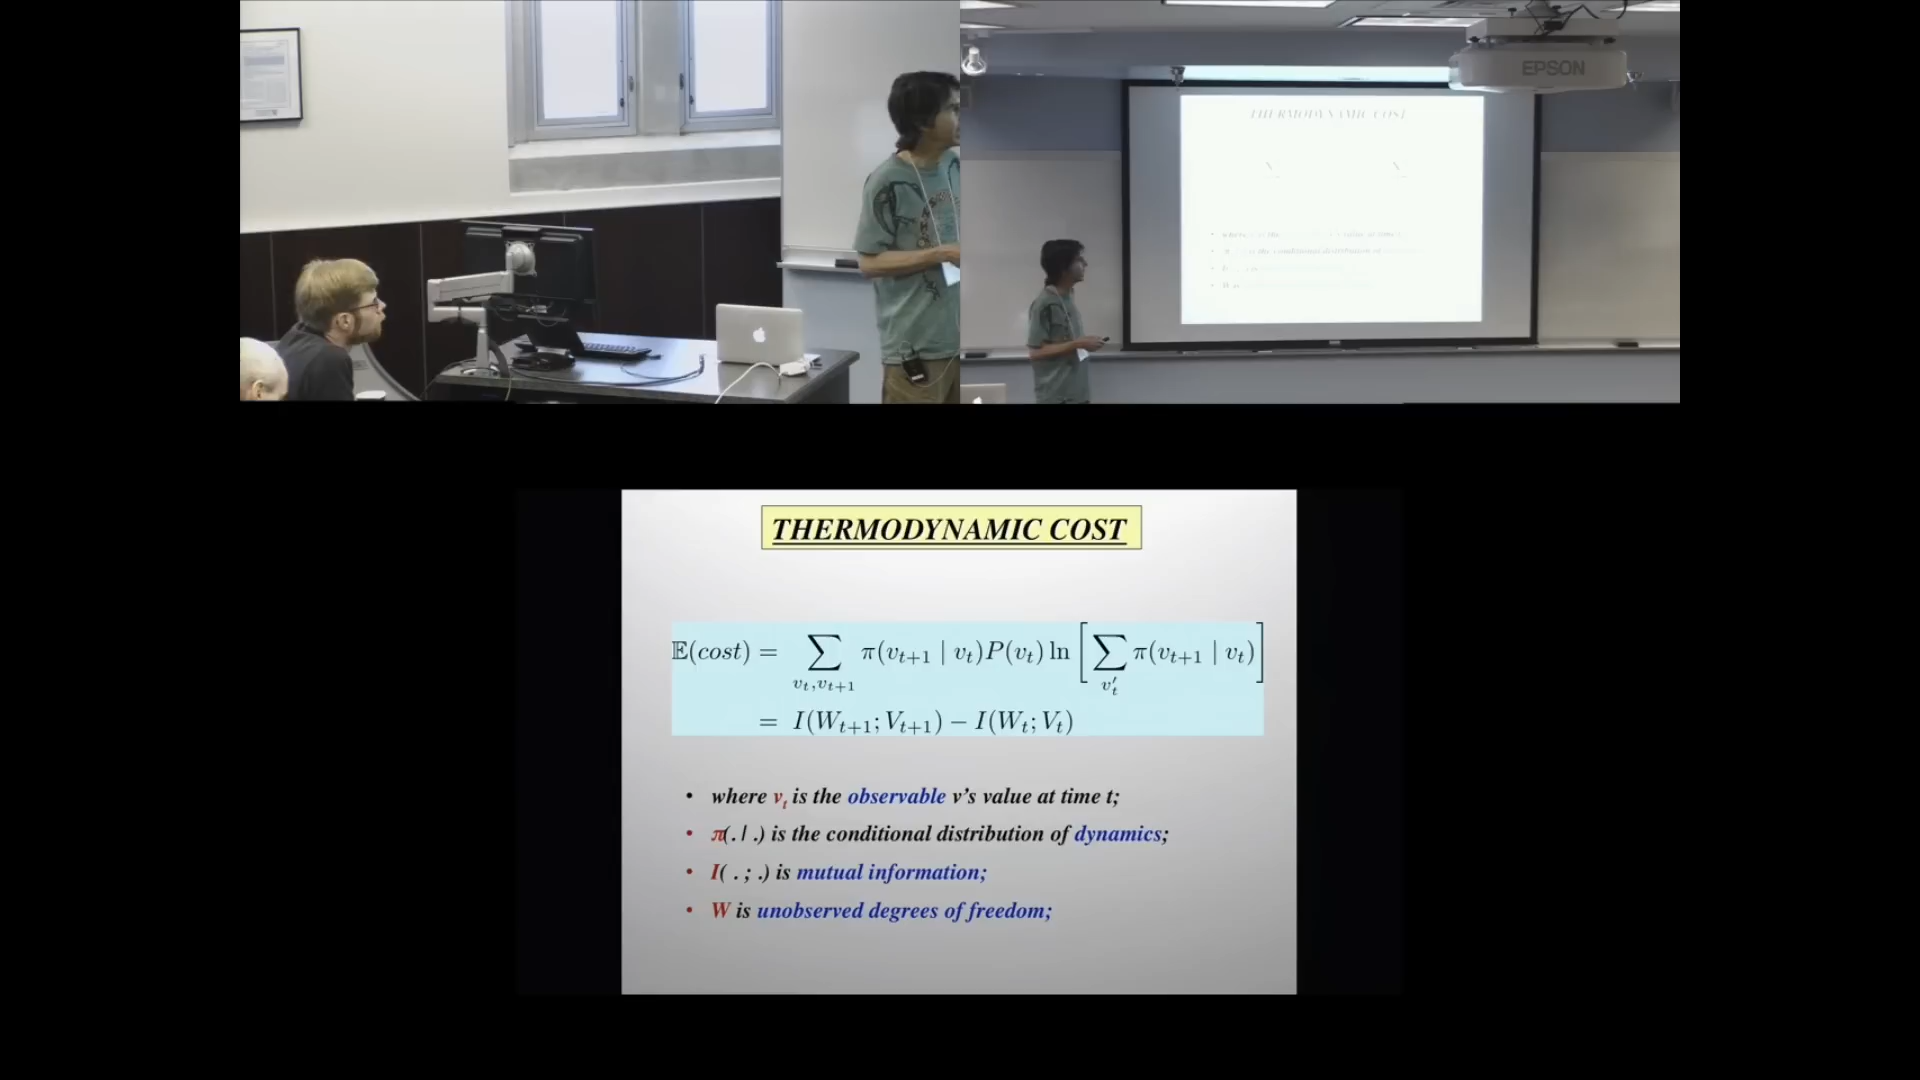 EPSON
THERMODYNAMIC COST
THERMODYNAMIC COST
𝔼(cost) = ∑_{v_t,v_{t+1}} π(v_{t+1} | v_t)P(v_t) ln [∑_{v'_t} π(v_{t+1} | v_t)]
= I(W_{t+1}; V_{t+1}) − I(W_t; V_t)
• where v_t is the observable v's value at time t;
• π(. / .) is the conditional distribution of dynamics;
• I( . ; .) is mutual information;
• W is unobserved degrees of freedom;